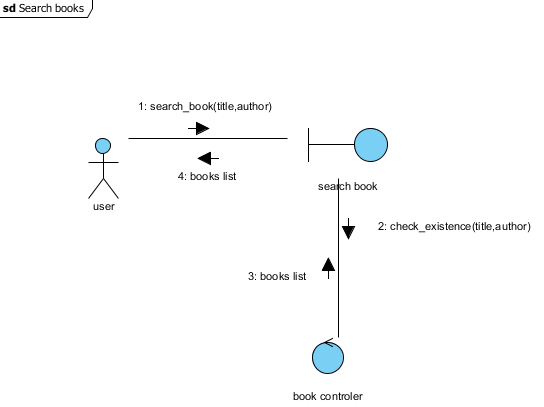 sd Search books
1: search_book(title,author)
4: books list
user
search book
2: check_existence(title,author)
3: books list
book controler